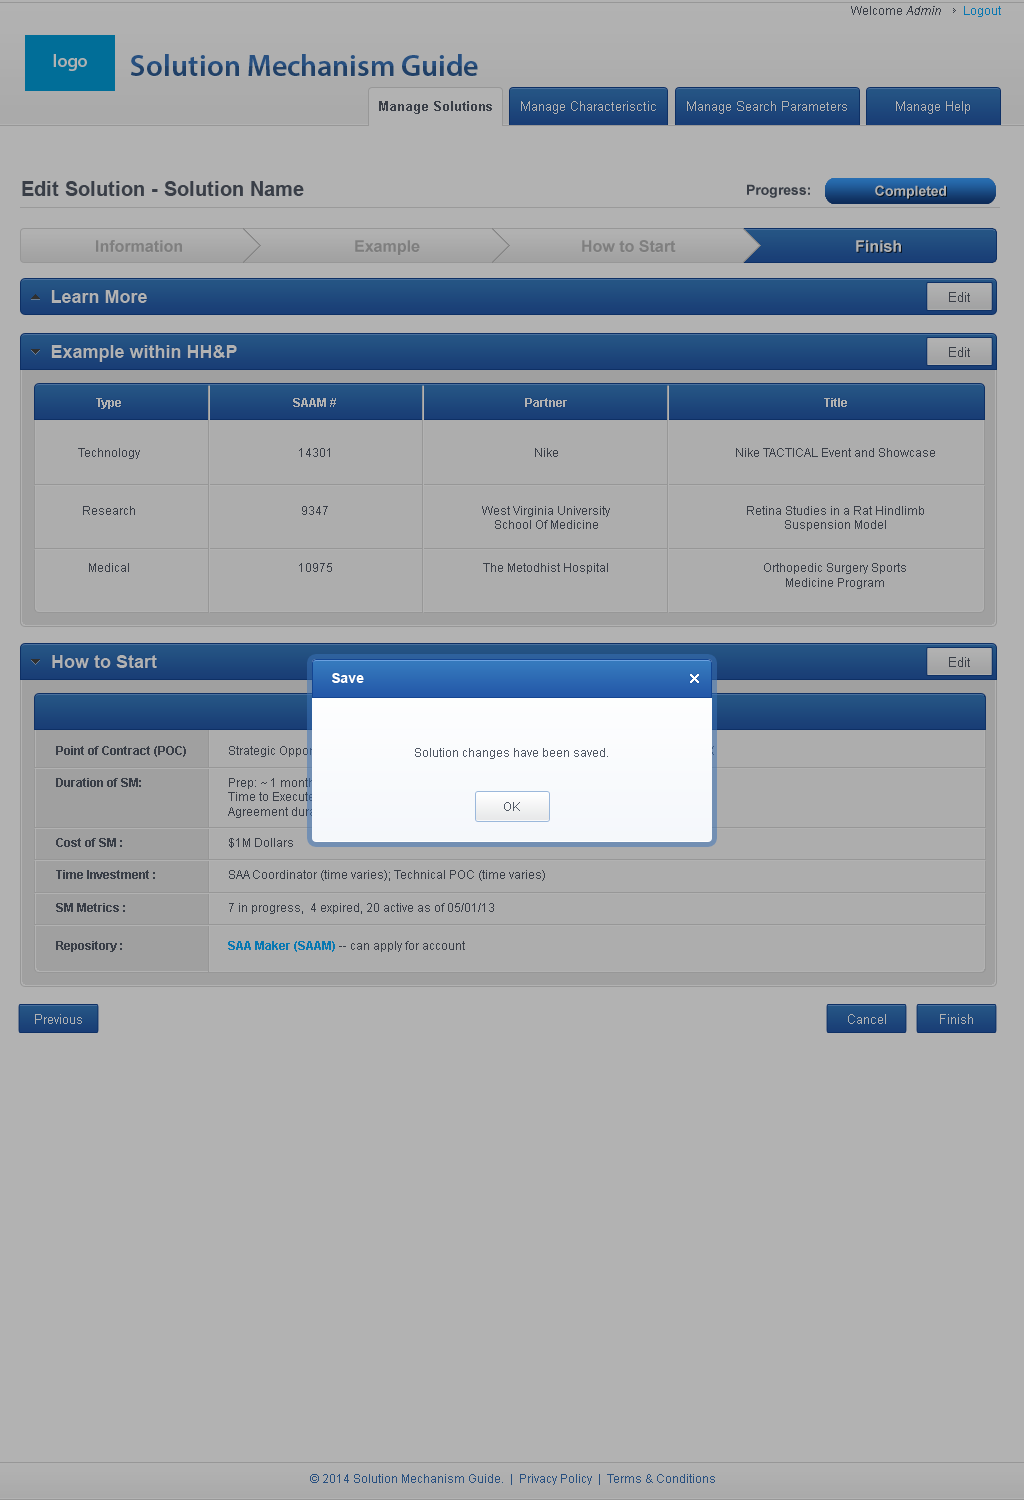 Welcome Admin Logout
logo
Solution Mechanism Guide
Manage Solutions Manage Characterisctic Manage Search Parameters Manage Help
Edit Solution - Solution Name Progress: Completed
Information Example How to Start Finish
Learn More Edit
Example within HH&P Edit
Type SAAM # Partner Title
Technology 14301 Nike Nike TACTICAL Event and Showcase
Research 9347 West Virginia University Retina Studies in a Rat Hindlimb
School Of Medicine Suspension Model
Medical 10975 The Metodhist Hospital Orthopedic Surgery Sports
Medicine Program
How to Start Edit
Save
Point of Contract (POC) Strategic
Solution changes have been saved.
Duration of SM: Prep: ~ 1
Time to Execute
Agreement
OK
Cost of SM : $1M Dollars
Time Investment : SAA Coordinator (time varies); Technical POC (time varies)
SM Metrics : 7 in progress, 4 expired, 20 active as of 05/01/13
Repository : SAA Maker (SAAM) -- can apply for account
Previous Cancel Finish
© 2014 Solution Mechanism Guide. | Privacy Policy | Terms & Conditions